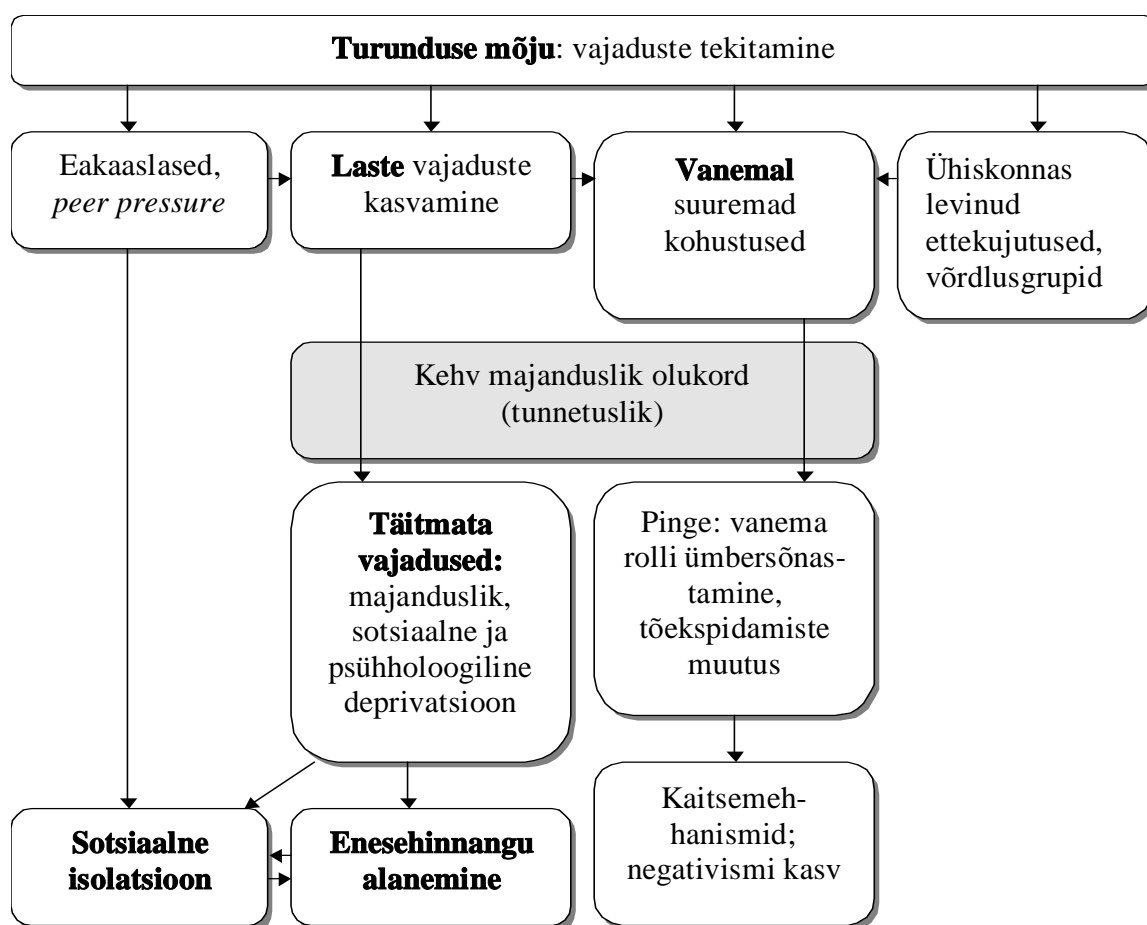 Turunduse mõju: vajaduste tekitamine
Eakaaslased,
peer pressure
Laste vajaduste
kasvamine
Vanemal
suuremad
kohustused
Ühiskonnas
levinud
ettekujutused,
võrdlusgrupid
Kehv majanduslik olukord
(tunnetuslik)
Täitmata
vajadused:
majanduslik,
sotsiaalne ja
psühholoogiline
deprivatsioon
Pinge: vanema
rolli ümbersõnas-
tamine,
tõekspidamiste
muutus
Sotsiaalne
isolatsioon
Enesehinnangu
alanemine
Kaitsemeh-
hanismid;
negativismi kasv